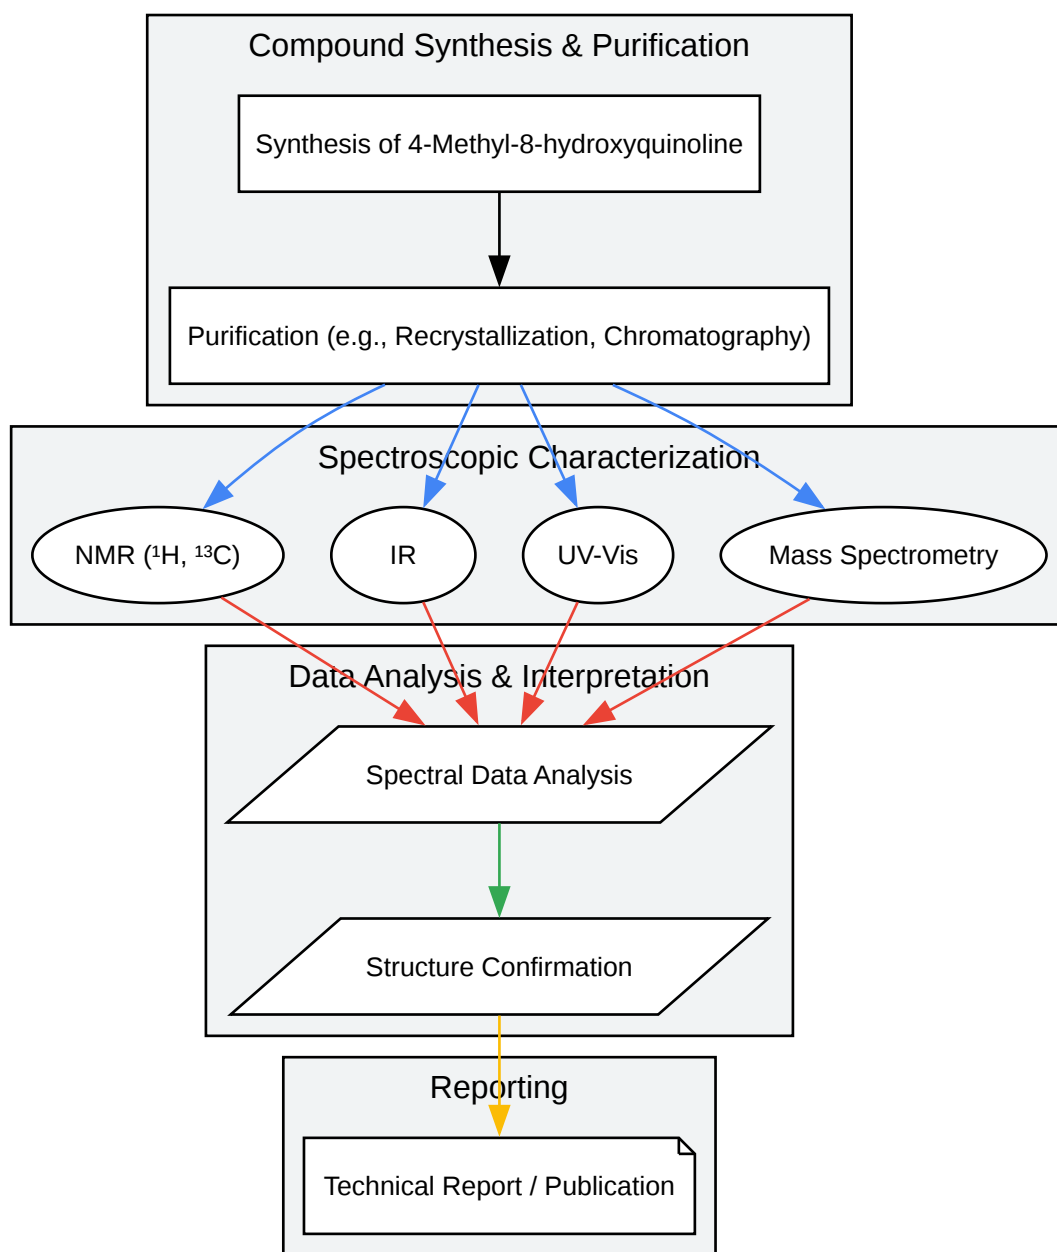 Compound Synthesis & Purification
Synthesis of 4-Methyl-8-hydroxyquinoline
Purification (e.g., Recrystallization, Chromatography)
Spectroscopic Characterization
NMR (¹H, ¹³C)
IR
UV-Vis
Mass Spectrometry
Data Analysis & Interpretation
Spectral Data Analysis
Structure Confirmation
Reporting
Technical Report / Publication